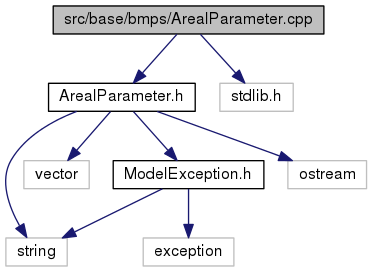 src/base/bmps/ArealParameter.cpp
ArealParameter.h
stdlib.h
vector
ModelException.h
ostream
string
exception